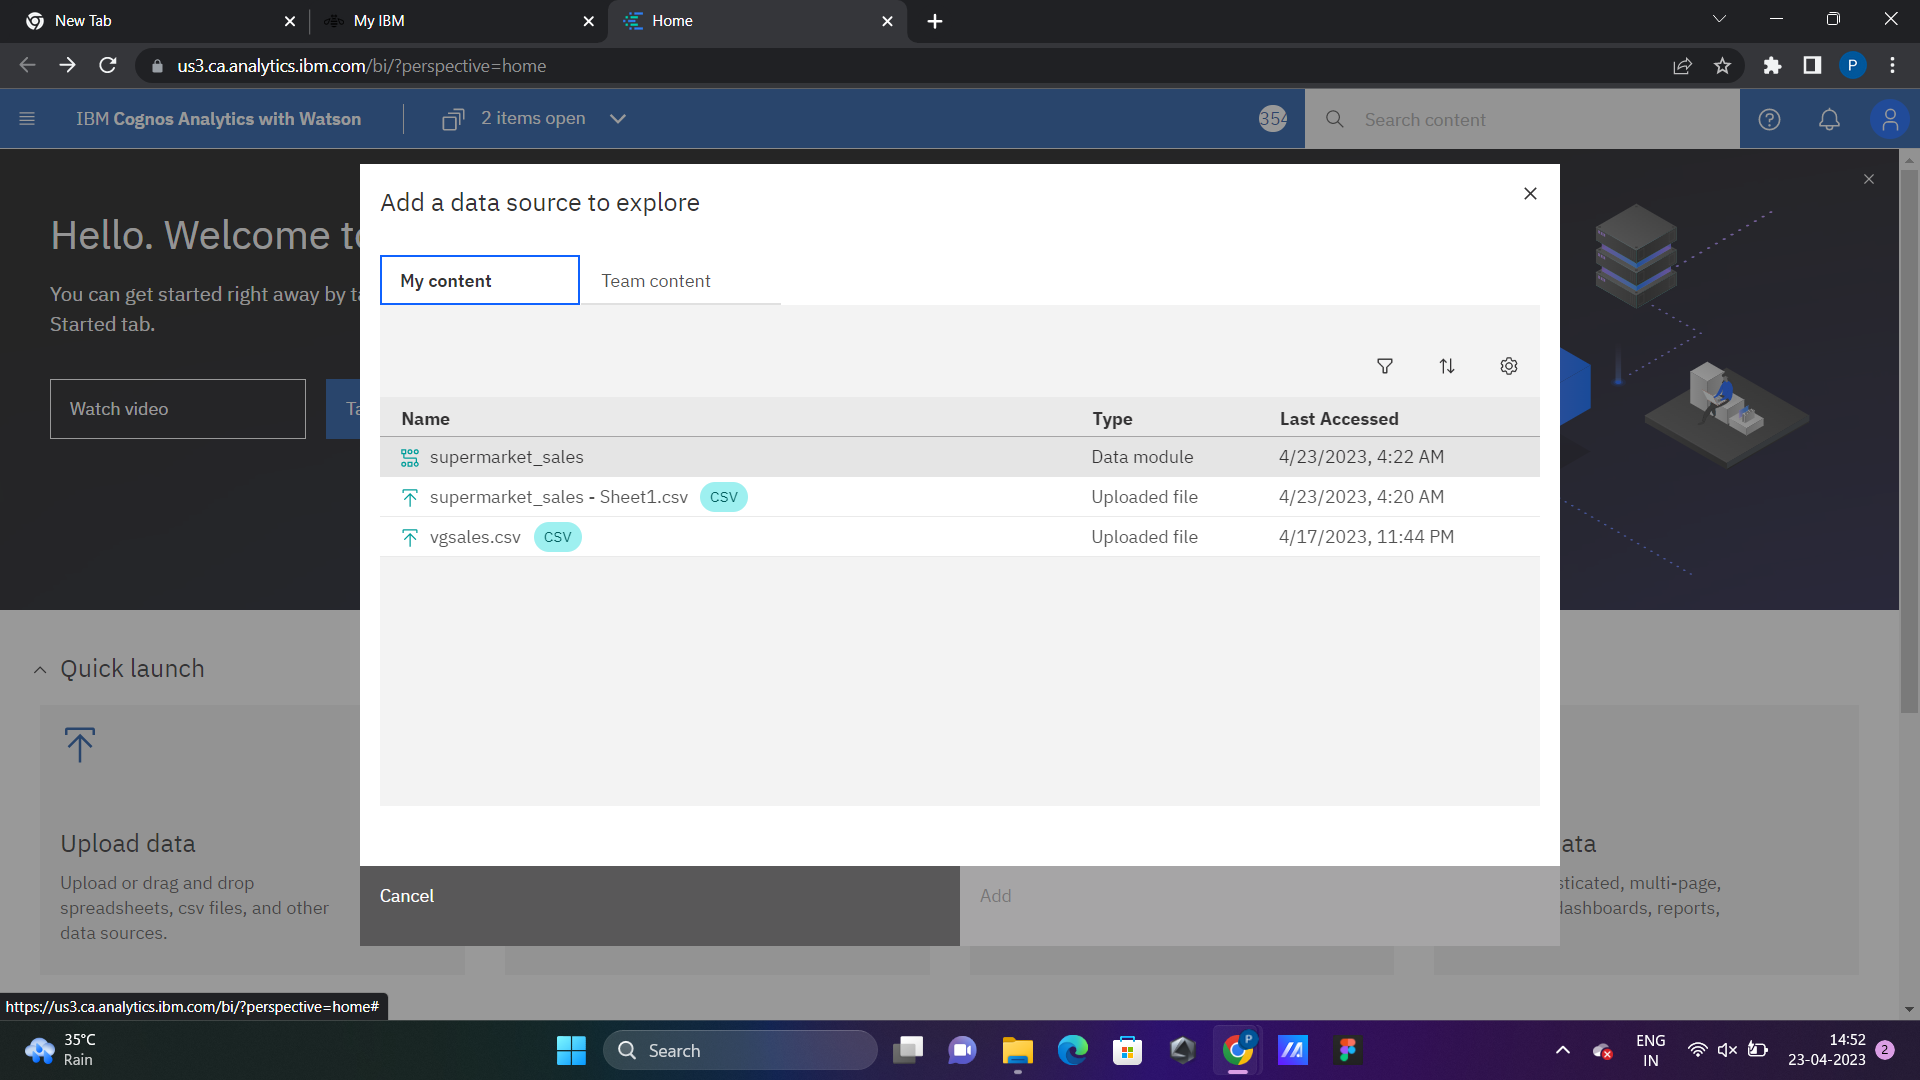 New Tab
My IBM
Home
us3.ca.analytics.ibm.com/bi/?perspective=home
P
IBM Cognos Analytics with Watson
2 items open
354
Search content
Hello. Welcome to
You can get started right away by ta
Started tab.
Watch video
Ta
Add a data source to explore
My content
Team content
Name
Type
Last Accessed
supermarket_sales
Data module
4/23/2023, 4:22 AM
supermarket_sales - Sheet1.csv
CSV
Uploaded file
4/23/2023, 4:20 AM
vgsales.csv
CSV
Uploaded file
4/17/2023, 11:44 PM
Cancel
Add
Quick launch
Upload data
Upload or drag and drop
spreadsheets, csv files, and other
data sources.
ata
sticated, multi-page,
dashboards, reports,
https://us3.ca.analytics.ibm.com/bi/?perspective=home#
35°C
Rain
Search
P
ENG
IN
14:52
23-04-2023
2